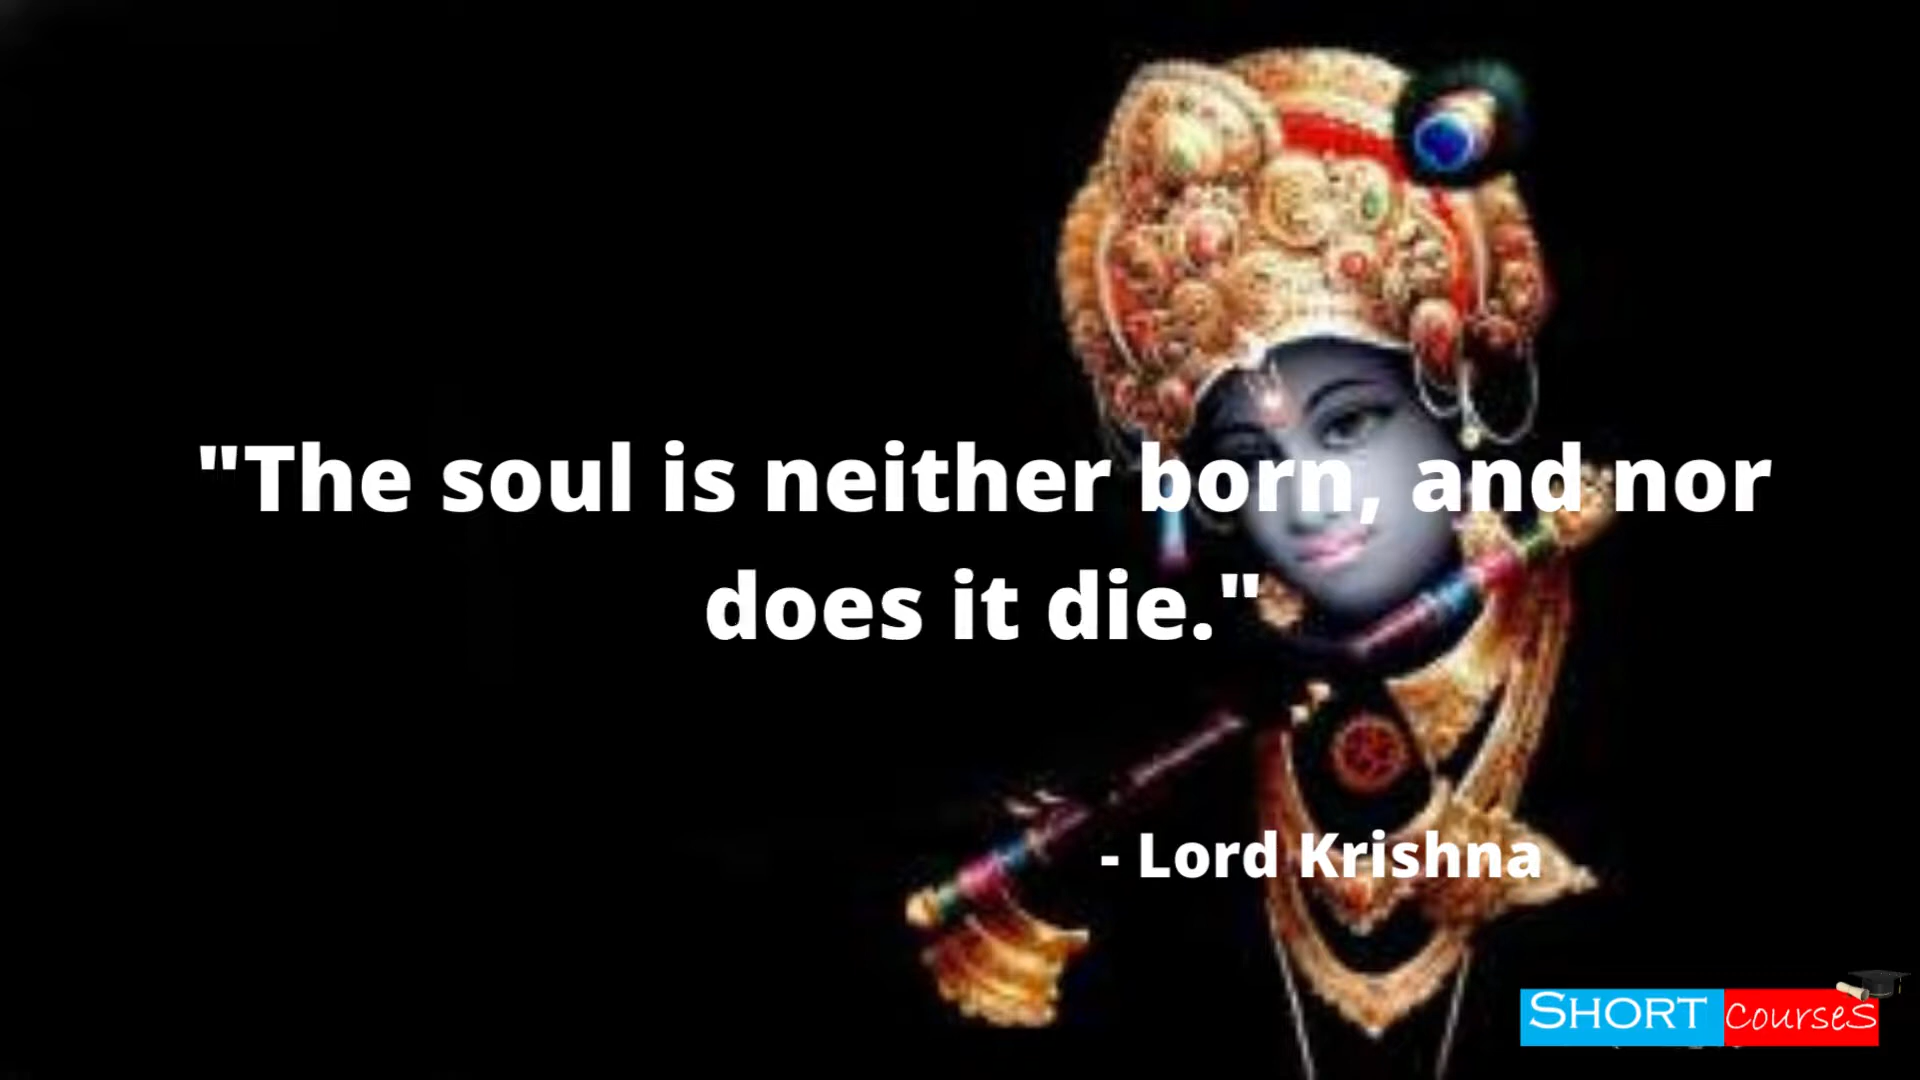 "The soul is neither born, and nor
does it die."
- Lord Krishna
SHORT CourseS